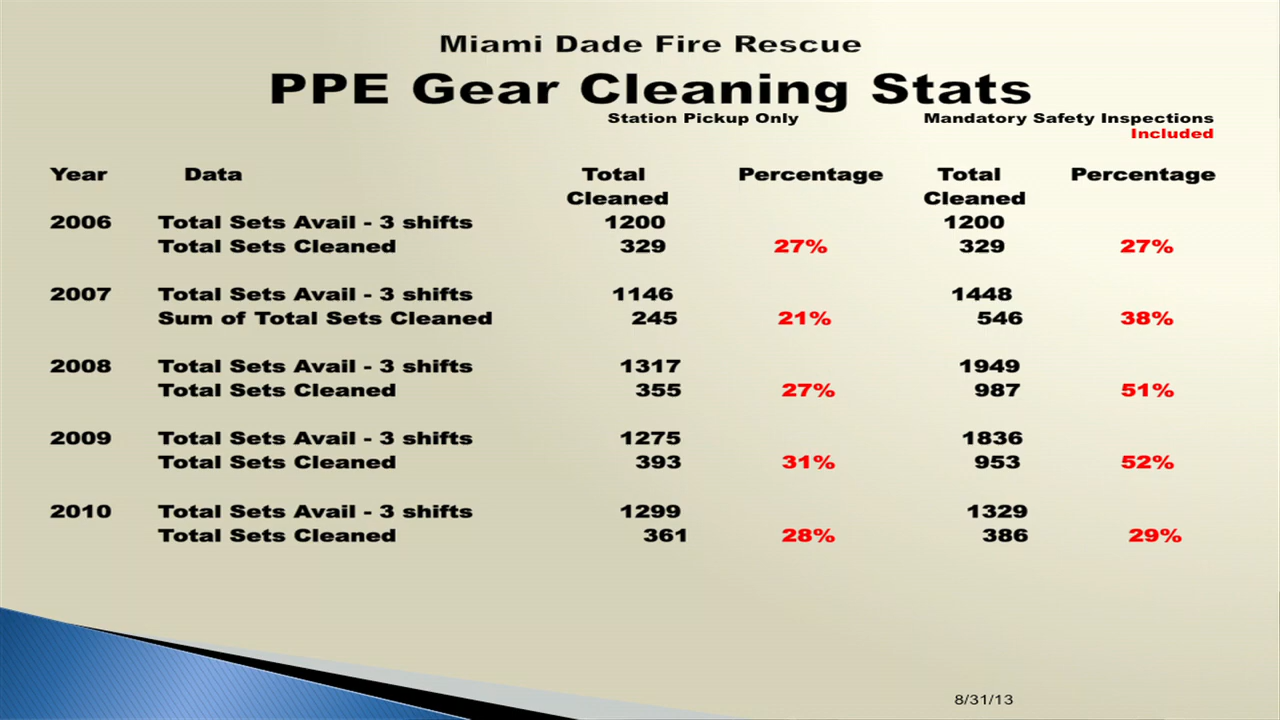 Miami Dade Fire Rescue
PPE Gear Cleaning Stats
Station Pickup Only Mandatory Safety Inspections
Included
Year Data Total Percentage Total Percentage
Cleaned Cleaned
2006 Total Sets Avail - 3 shifts 1200 1200
Total Sets Cleaned 329 27% 329 27%
2007 Total Sets Avail - 3 shifts 1146 1448
Sum of Total Sets Cleaned 245 21% 546 38%
2008 Total Sets Avail - 3 shifts 1317 1949
Total Sets Cleaned 355 27% 987 51%
2009 Total Sets Avail - 3 shifts 1275 1836
Total Sets Cleaned 393 31% 953 52%
2010 Total Sets Avail - 3 shifts 1299 1329
Total Sets Cleaned 361 28% 386 29%
8/31/13